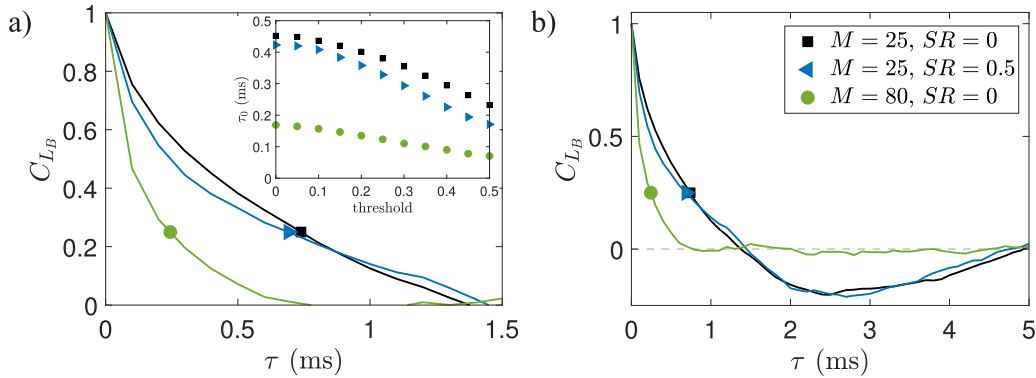 a)
1
0.8
0.6
0.4
0.2
0
C_{L_B}
0 0.5 1 1.5
τ (ms)
0.5
0.4
0.3
0.2
0.1
0
τ_0 (ms)
0 0.1 0.2 0.3 0.4 0.5
threshold
b)
1
0.5
0
C_{L_B}
0 1 2 3 4 5
τ (ms)
M = 25, SR = 0
M = 25, SR = 0.5
M = 80, SR = 0